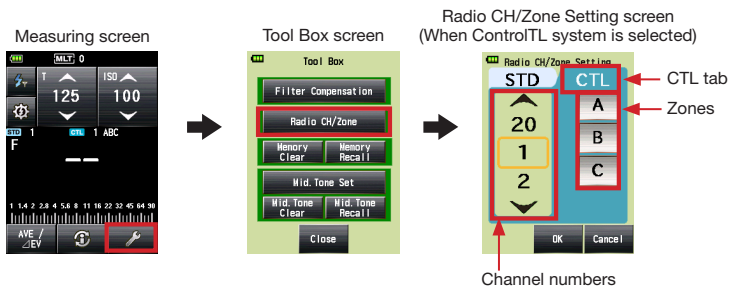 Measuring screen
MLT 0
T
125
ISO
100
STD 1 CTL 1 ABC
F
1 1.4 2 2.8 4 5.6 8 11 16 22 32 45 64 90
AVE /
⊿EV
Tool Box screen
Tool Box
Filter Compensation
Radio CH/Zone
Memory Clear
Memory Recall
Mid. Tone Set
Mid. Tone Clear
Mid. Tone Recall
Close
Radio CH/Zone Setting screen
(When ControlTL system is selected)
Radio CH/Zone Setting
STD
CTL
20
1
2
A
B
C
OK
Cancel
CTL tab
Zones
Channel numbers